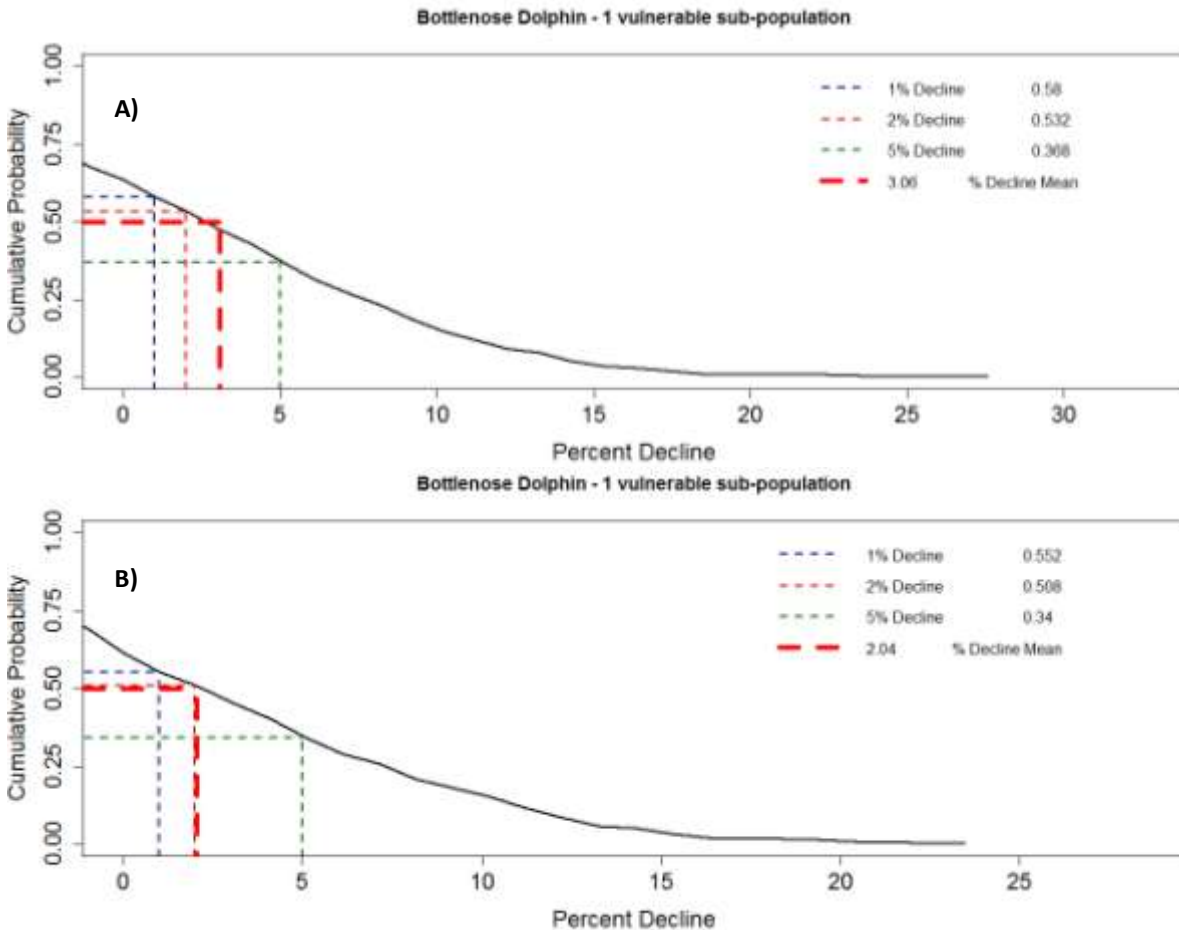 Bottlenose Dolphin - 1 vulnerable sub-population
A)
1% Decline 0.58
2% Decline 0.532
5% Decline 0.368
3.06 % Decline Mean
Cumulative Probability
1.00
0.75
0.50
0.25
0.00
0 5 10 15 20 25 30
Percent Decline
Bottlenose Dolphin - 1 vulnerable sub-population
B)
1% Decline 0.552
2% Decline 0.508
5% Decline 0.34
2.04 % Decline Mean
Cumulative Probability
1.00
0.75
0.50
0.25
0.00
0 5 10 15 20 25
Percent Decline